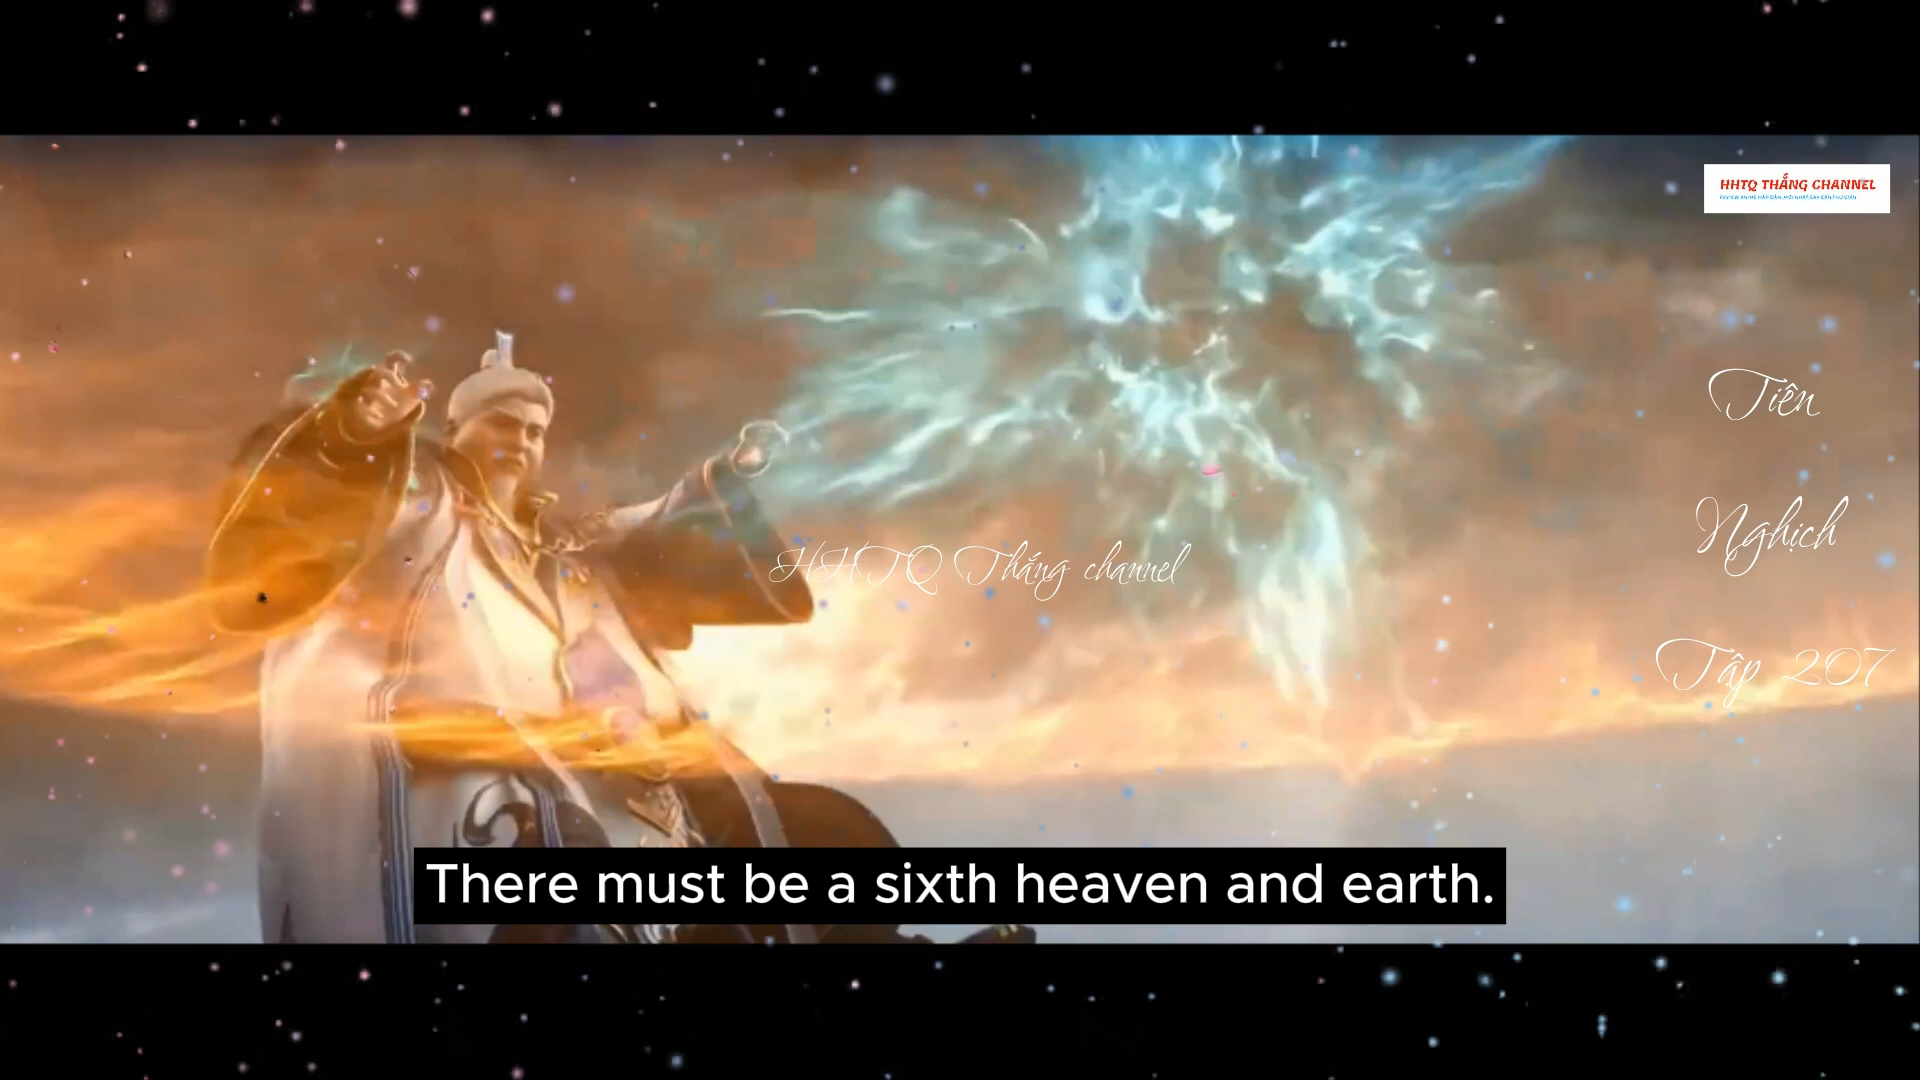 HHTQ THẮNG CHANNEL
Tiên
Nghịch
HHTQ Thắng channel
Tập 207
There must be a sixth heaven and earth.